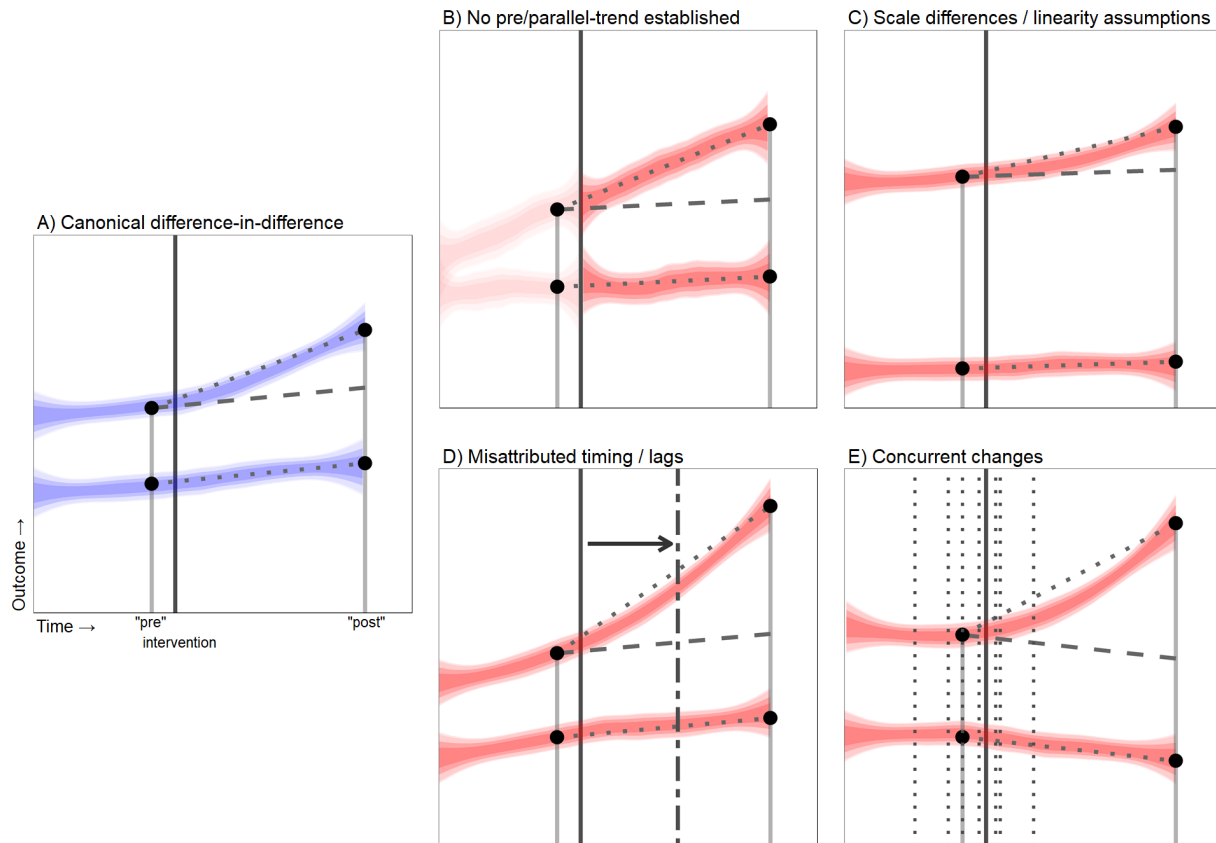 B) No pre/parallel-trend established
C) Scale differences / linearity assumptions
A) Canonical difference-in-difference
Outcome →
Time →
"pre"
"post"
intervention
D) Misattributed timing / lags
E) Concurrent changes